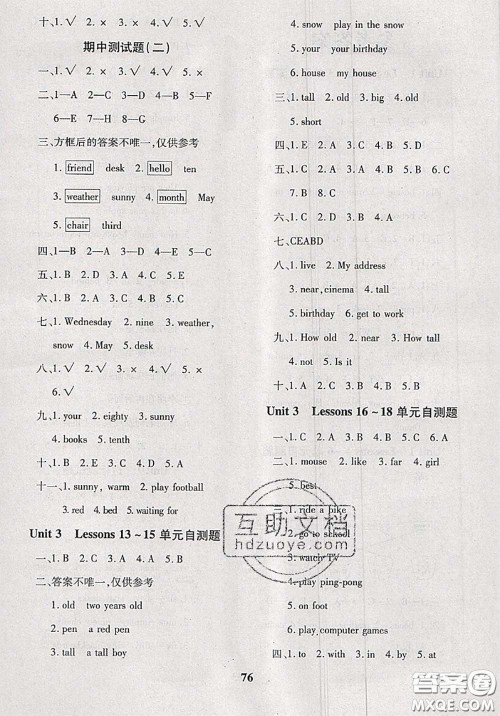 一、1.√ 2.√ 3.× 4.√ 5.×
期中测试题(二)
一、1.√ 2.√ 3.× 4.√ 5.×
二、1—A 2—D 3—B 4—C 5—F
6—E 7—H 8—G
三、方框后的答案不唯一,仅供参考
1. friend desk 2. hello ten
3. weather sunny 4. month May
5. chair third
四、1—B 2—D 3—A 4—C 5—E
五、1.B 2.D 3.A 4.C 5.E
六、1.B 2.C 3.A 4.C 5.B
七、1. Wednesday 2. nine 3. weather,
snow 4. May 5. day
八、1.√ 2.√ 3.× 4.√ 5.×
6.√
九、1. your 2. eighty 3. sunny
4. books 5. tenth
十一、1. sunny, warm 2. play football
3. red 4. bed 5. waiting for
Unit 3 Lessons 13~15 单元自测题
一、1.B 2.C 3.A 4.B 5.C
二、答案不唯一,仅供参考
1. old two years old
2. pen a red pen
3. tall a tall boy
4. snow play with snow
5. your your birthday
6. house my house
三、1. tall 2. old 3. big 4. old
5. short
四、1.E 2.A 3.B 4.C 5.D
五、1.C 2.A 3.A 4.B 5.B 6.C
7.B 8.C
六、1.C 2.D 3.B 4.A
七、CEABD
八、1. live 2. My address
3. near, cinema 4. tall
5. birthday 6. get to work
九、1. How old 2. near 3. How tall
4. not 5. Is it
十、1.C 2.D 3.A 4.E 5.B
Unit 3 Lessons 16~18 单元自测题
一、1.C 2.B 3.C 4.B 5.C 6.A
二、1. mouse 2. like 3. far 4. girl
5. best
1. ride a bike
2. go to school
3. watch TV
4. play ping-pong
5. on foot
6. play computer games
四、1. to 2. with 3. in 4. by 5. at
76
互助文档
hdzuoye.com
答案圈
MXQE.COM